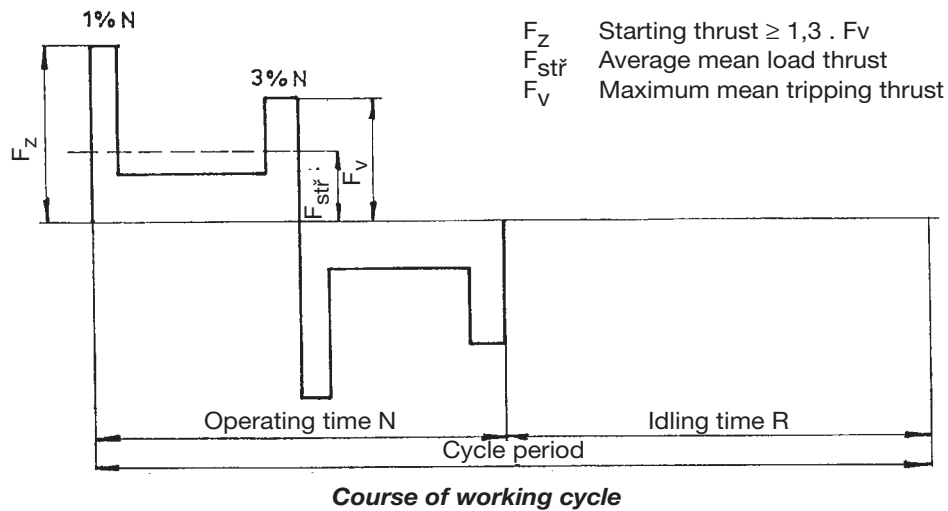 1% N
F_z Starting thrust ≥ 1,3 . Fv
F_stř Average mean load thrust
F_v Maximum mean tripping thrust
3% N
F_z
F_stř
F_v
Operating time N
Idling time R
Cycle period
Course of working cycle